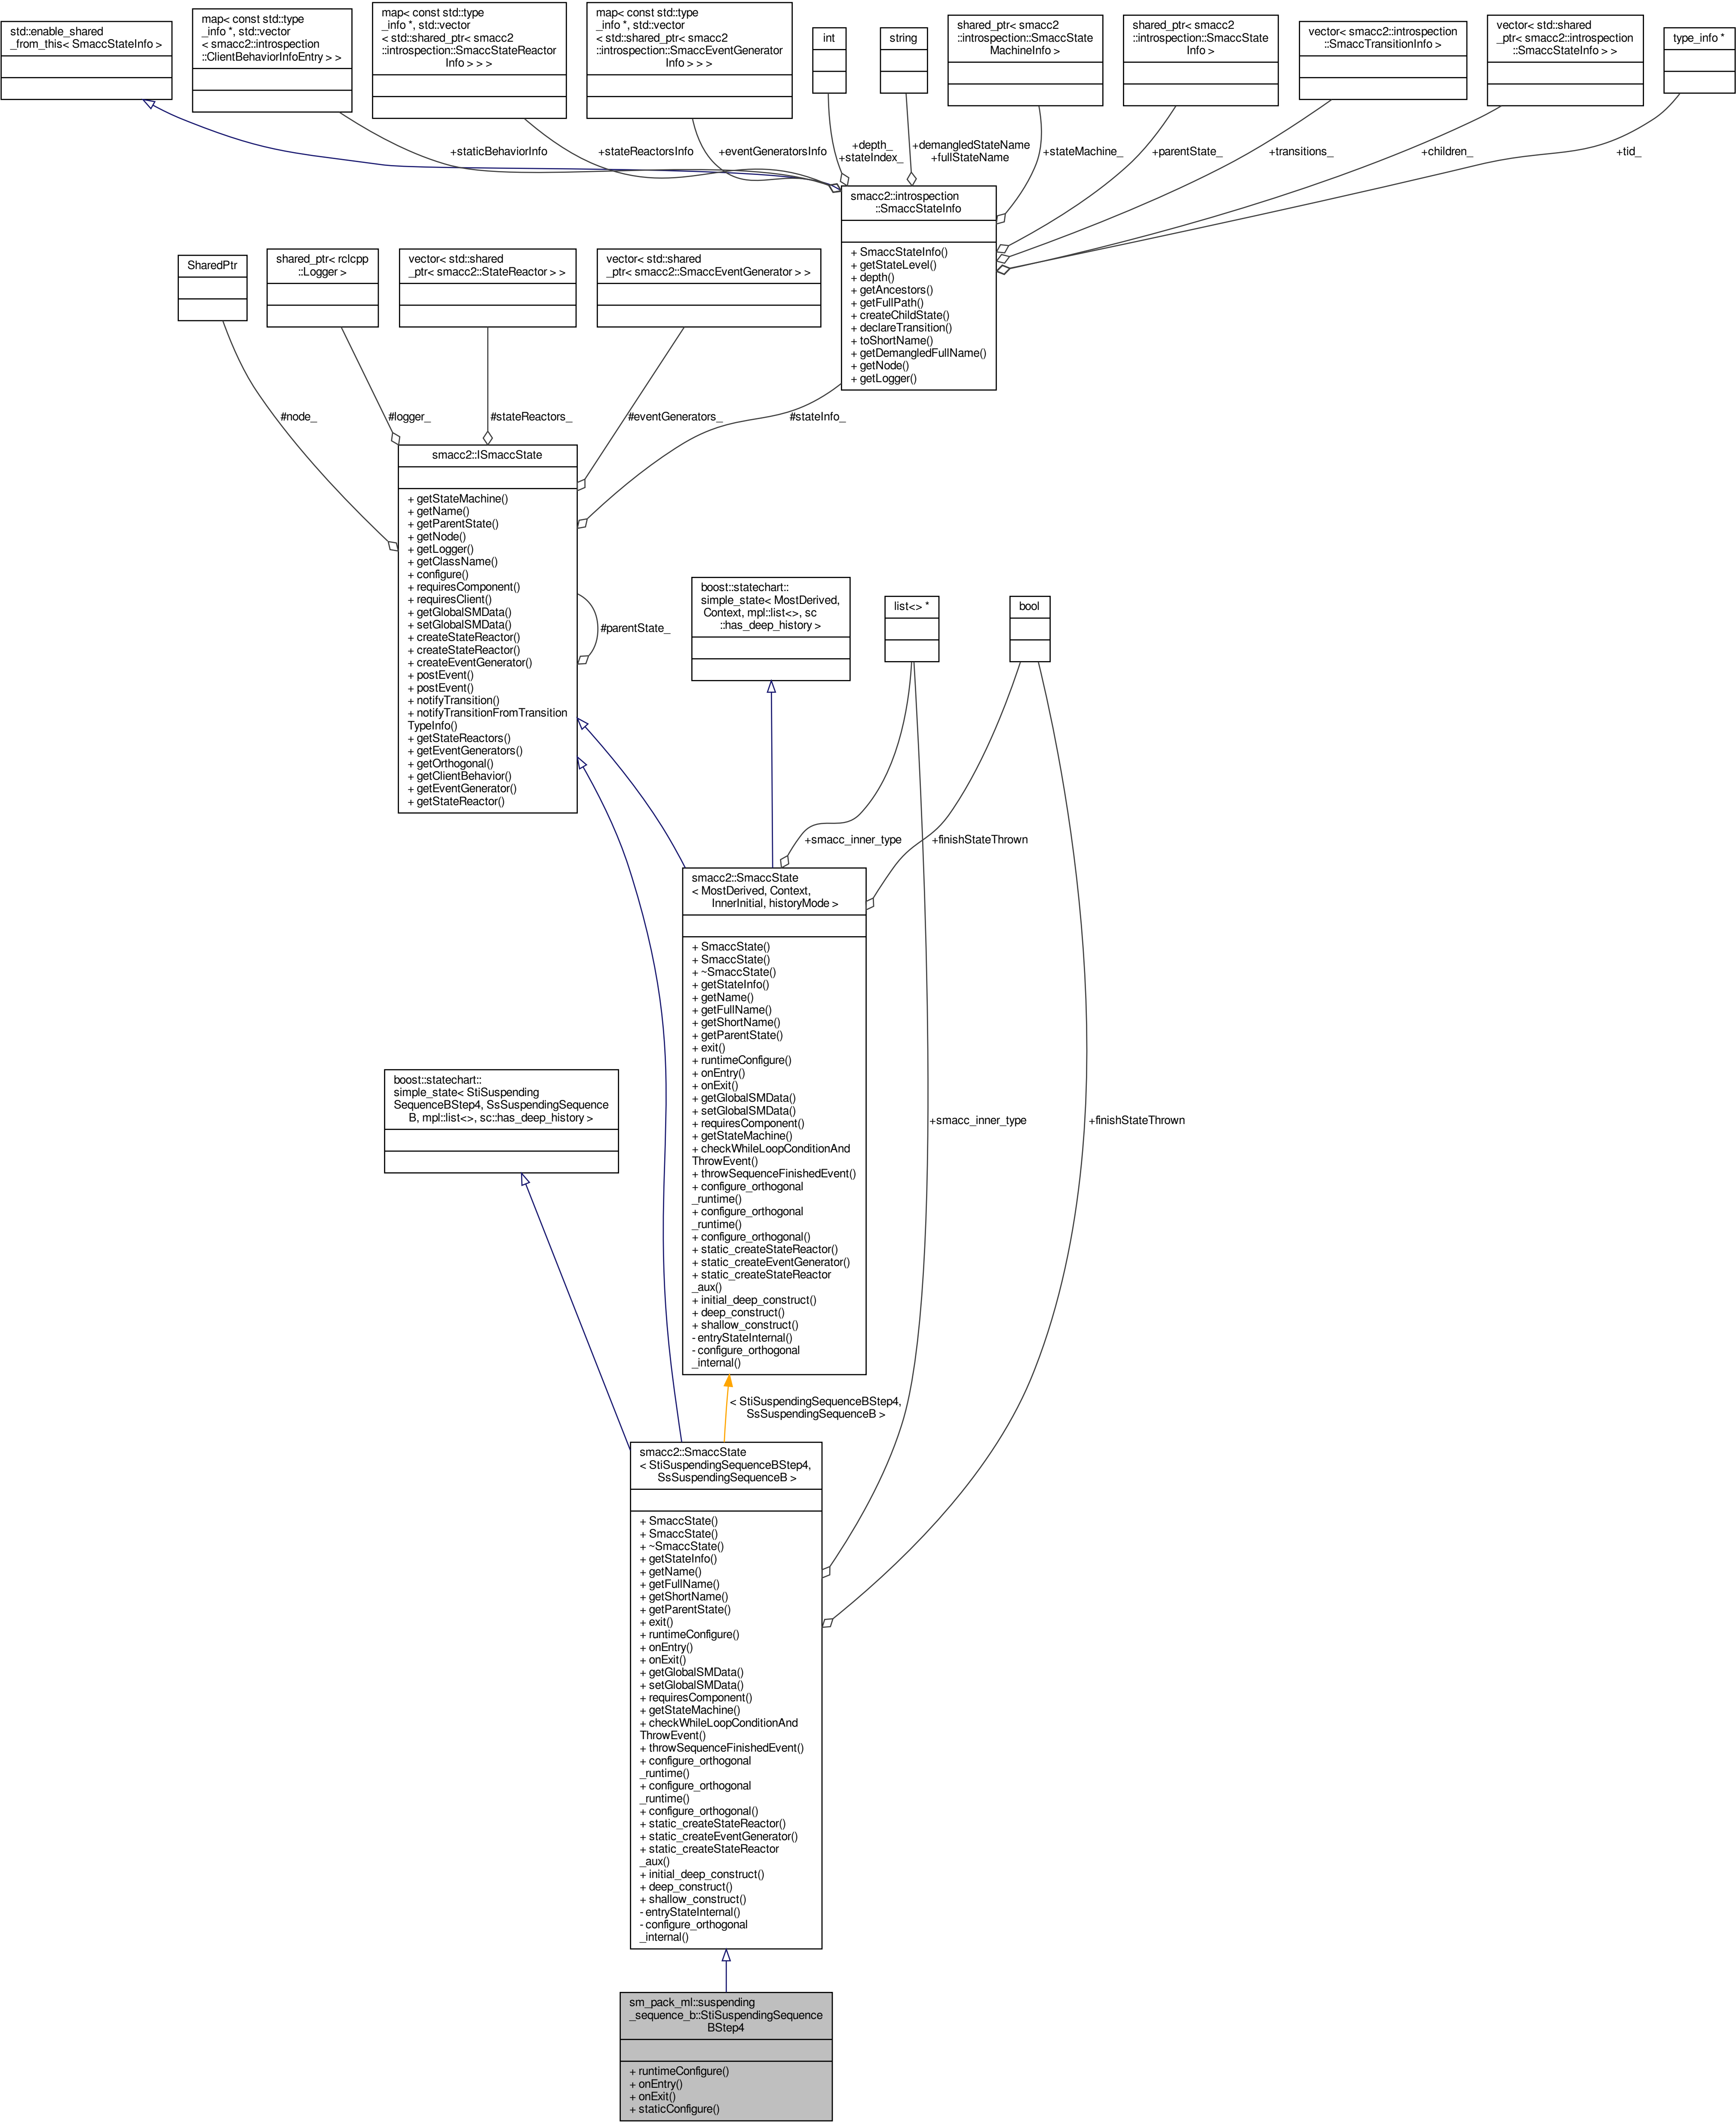 std::enable_shared
_from_this< SmaccStateInfo >
map< const std::type
_info *, std::vector
< smacc2::introspection
::ClientBehaviorInfoEntry > >
map< const std::type
_info *, std::vector
< std::shared_ptr< smacc2
::introspection::SmaccStateReactor
Info > > >
map< const std::type
_info *, std::vector
< std::shared_ptr< smacc2
::introspection::SmaccEventGenerator
Info > > >
int
string
shared_ptr< smacc2
::introspection::SmaccState
MachineInfo >
shared_ptr< smacc2
::introspection::SmaccState
Info >
vector< smacc2::introspection
::SmaccTransitionInfo >
vector< std::shared
_ptr< smacc2::introspection
::SmaccStateInfo > >
type_info *
+staticBehaviorInfo
+stateReactorsInfo
+eventGeneratorsInfo
+depth_
+stateIndex_
+demangledStateName
+fullStateName
+stateMachine_
+parentState_
+transitions_
+children_
+tid_
smacc2::introspection
::SmaccStateInfo
+ SmaccStateInfo()
+ getStateLevel()
+ depth()
+ getAncestors()
+ getFullPath()
+ createChildState()
+ declareTransition()
+ toShortName()
+ getDemangledFullName()
+ getNode()
+ getLogger()
SharedPtr
shared_ptr< rclcpp
::Logger >
vector< std::shared
_ptr< smacc2::StateReactor > >
vector< std::shared
_ptr< smacc2::SmaccEventGenerator > >
#node_
#logger_
#stateReactors_
#eventGenerators_
#stateInfo_
smacc2::ISmaccState
+ getStateMachine()
+ getName()
+ getParentState()
+ getNode()
+ getLogger()
+ getClassName()
+ configure()
+ requiresComponent()
+ requiresClient()
+ getGlobalSMData()
+ setGlobalSMData()
+ createStateReactor()
+ createStateReactor()
+ createEventGenerator()
+ postEvent()
+ postEvent()
+ notifyTransition()
+ notifyTransitionFromTransition
TypeInfo()
+ getStateReactors()
+ getEventGenerators()
+ getOrthogonal()
+ getClientBehavior()
+ getEventGenerator()
+ getStateReactor()
#parentState_
boost::statechart::
simple_state< MostDerived,
Context, mpl::list<>, sc
::has_deep_history >
list<> *
bool
+smacc_inner_type
+finishStateThrown
smacc2::SmaccState
< MostDerived, Context,
InnerInitial, historyMode >
+ SmaccState()
+ SmaccState()
+ ~SmaccState()
+ getStateInfo()
+ getName()
+ getFullName()
+ getShortName()
+ getParentState()
+ exit()
+ runtimeConfigure()
+ onEntry()
+ onExit()
+ getGlobalSMData()
+ setGlobalSMData()
+ requiresComponent()
+ getStateMachine()
+ checkWhileLoopConditionAnd
ThrowEvent()
+ throwSequenceFinishedEvent()
+ configure_orthogonal
_runtime()
+ configure_orthogonal
_runtime()
+ configure_orthogonal()
+ static_createStateReactor()
+ static_createEventGenerator()
+ static_createStateReactor
_aux()
+ initial_deep_construct()
+ deep_construct()
+ shallow_construct()
- entryStateInternal()
- configure_orthogonal
_internal()
boost::statechart::
simple_state< StiSuspending
SequenceBStep4, SsSuspendingSequence
B, mpl::list<>, sc::has_deep_history >
+smacc_inner_type
+finishStateThrown
< StiSuspendingSequenceBStep4,
SsSuspendingSequenceB >
smacc2::SmaccState
< StiSuspendingSequenceBStep4,
SsSuspendingSequenceB >
+ SmaccState()
+ SmaccState()
+ ~SmaccState()
+ getStateInfo()
+ getName()
+ getFullName()
+ getShortName()
+ getParentState()
+ exit()
+ runtimeConfigure()
+ onEntry()
+ onExit()
+ getGlobalSMData()
+ setGlobalSMData()
+ requiresComponent()
+ getStateMachine()
+ checkWhileLoopConditionAnd
ThrowEvent()
+ throwSequenceFinishedEvent()
+ configure_orthogonal
_runtime()
+ configure_orthogonal
_runtime()
+ configure_orthogonal()
+ static_createStateReactor()
+ static_createEventGenerator()
+ static_createStateReactor
_aux()
+ initial_deep_construct()
+ deep_construct()
+ shallow_construct()
- entryStateInternal()
- configure_orthogonal
_internal()
sm_pack_ml::suspending
_sequence_b::StiSuspendingSequence
BStep4
+ runtimeConfigure()
+ onEntry()
+ onExit()
+ staticConfigure()